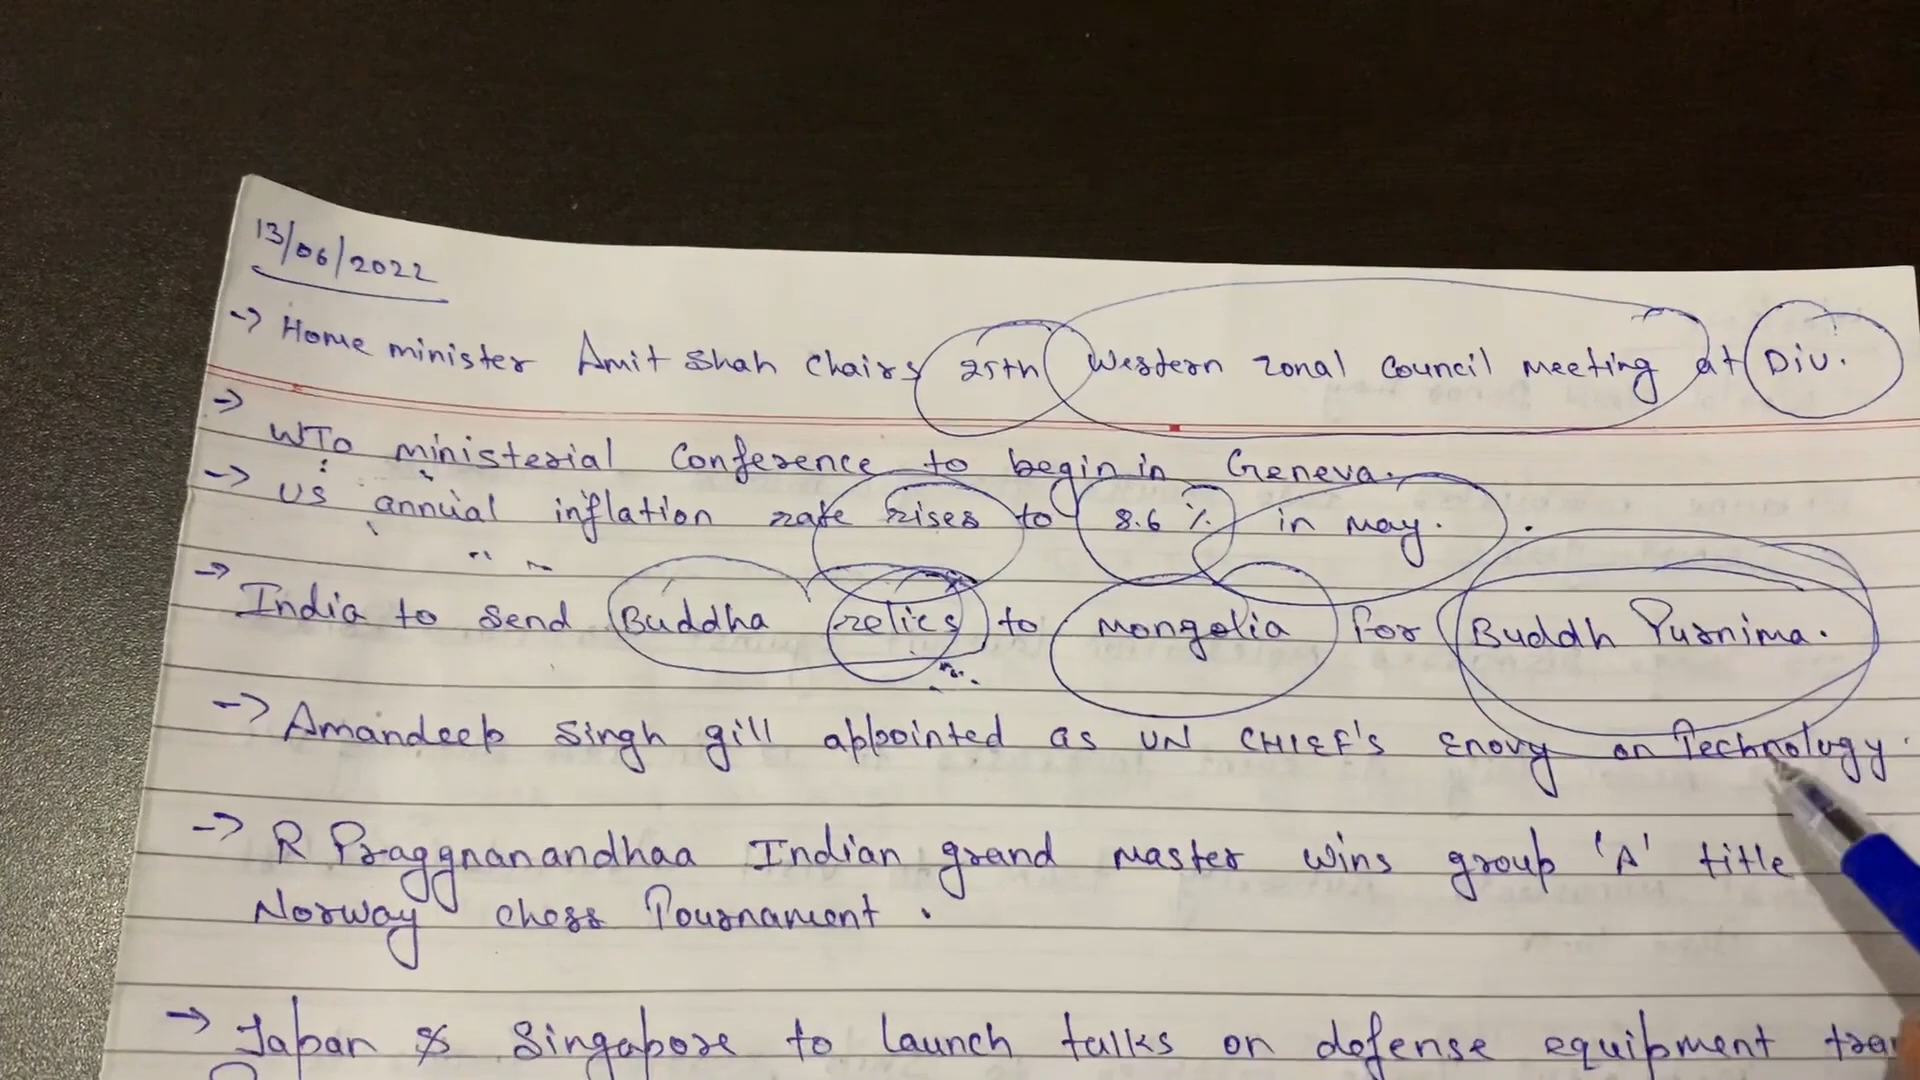 13/06/2022
-> Home minister Amit Shah Chairs 25th Western Zonal Council Meeting at Div.
->
WTO ministerial Conference to begin in Geneva.
-> US annual inflation rate rises to 8.6 % in May.
-> India to send Buddha relics to Mongolia for Buddh Purnima.
-> Amandeep Singh gill appointed as UN CHIEF's Enovy on Technology.
-> R Praggnanandhaa Indian grand master wins group 'A' title
Norway chess Tournament.
-> Japan & Singapore to launch talks on defense equipment tra